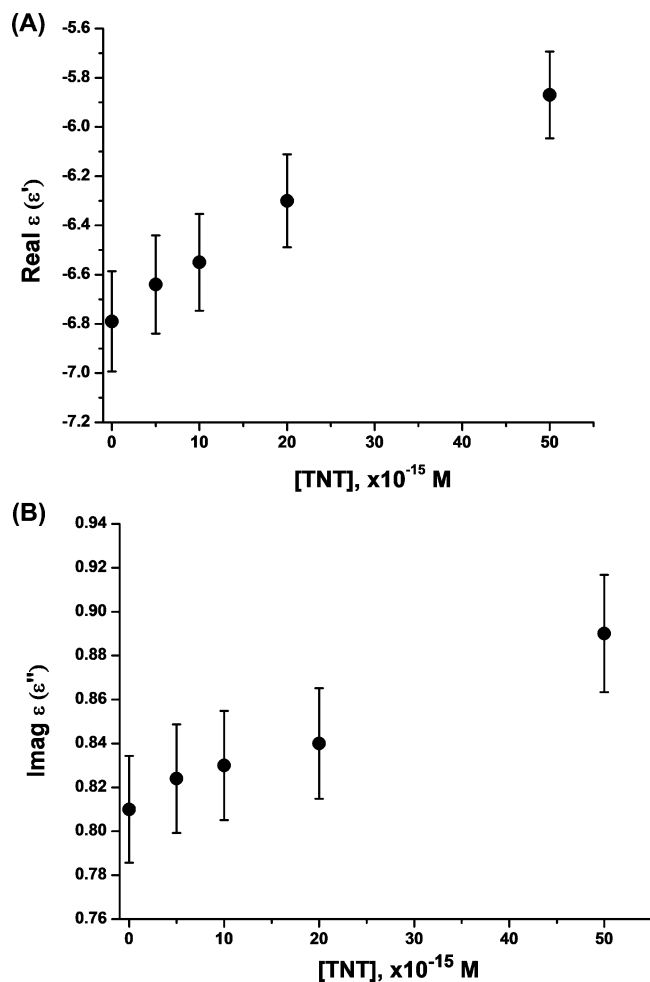 (A)
-5.6
-5.8
-6.0
-6.2
-6.4
-6.6
-6.8
-7.0
-7.2
Real ε (ε')
0 10 20 30 40 50
[TNT], x10⁻¹⁵ M
(B)
0.94
0.92
0.90
0.88
0.86
0.84
0.82
0.80
0.78
0.76
Imag ε (ε'')
0 10 20 30 40 50
[TNT], x10⁻¹⁵ M